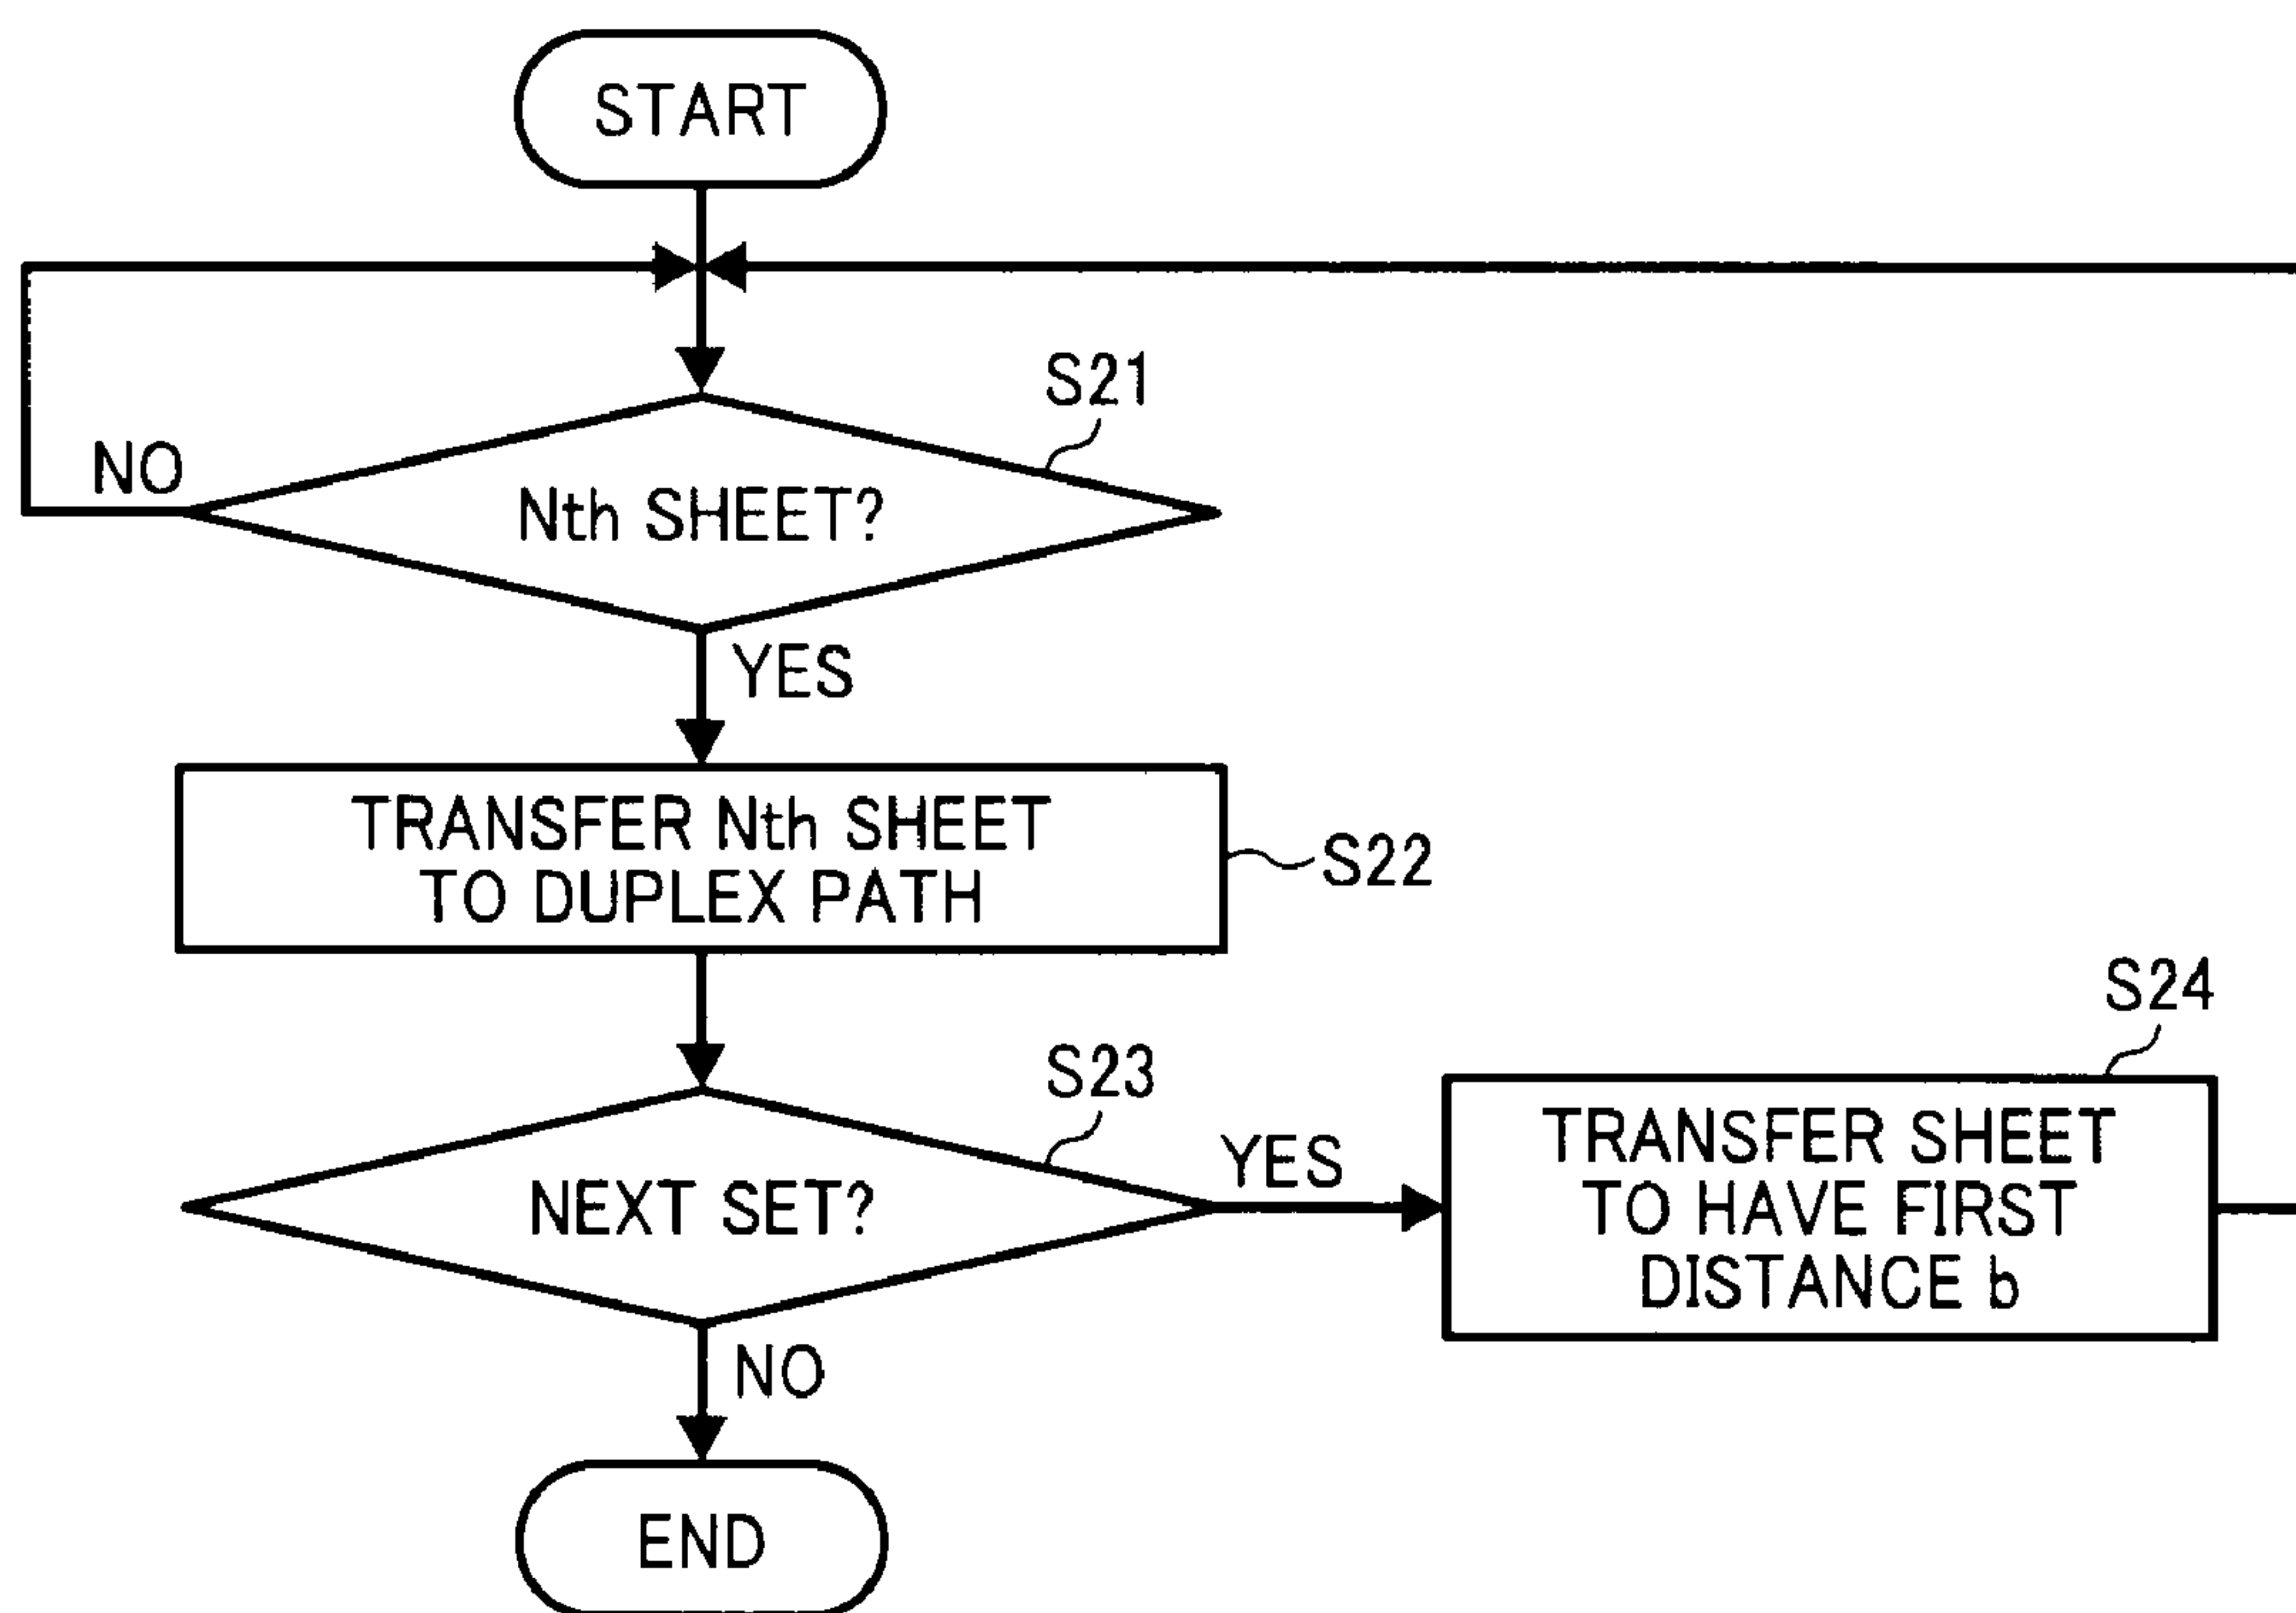 START
S21
NO
Nth SHEET?
YES
TRANSFER Nth SHEET
TO DUPLEX PATH
S22
S23
NEXT SET?
YES
S24
TRANSFER SHEET
TO HAVE FIRST
DISTANCE b
NO
END